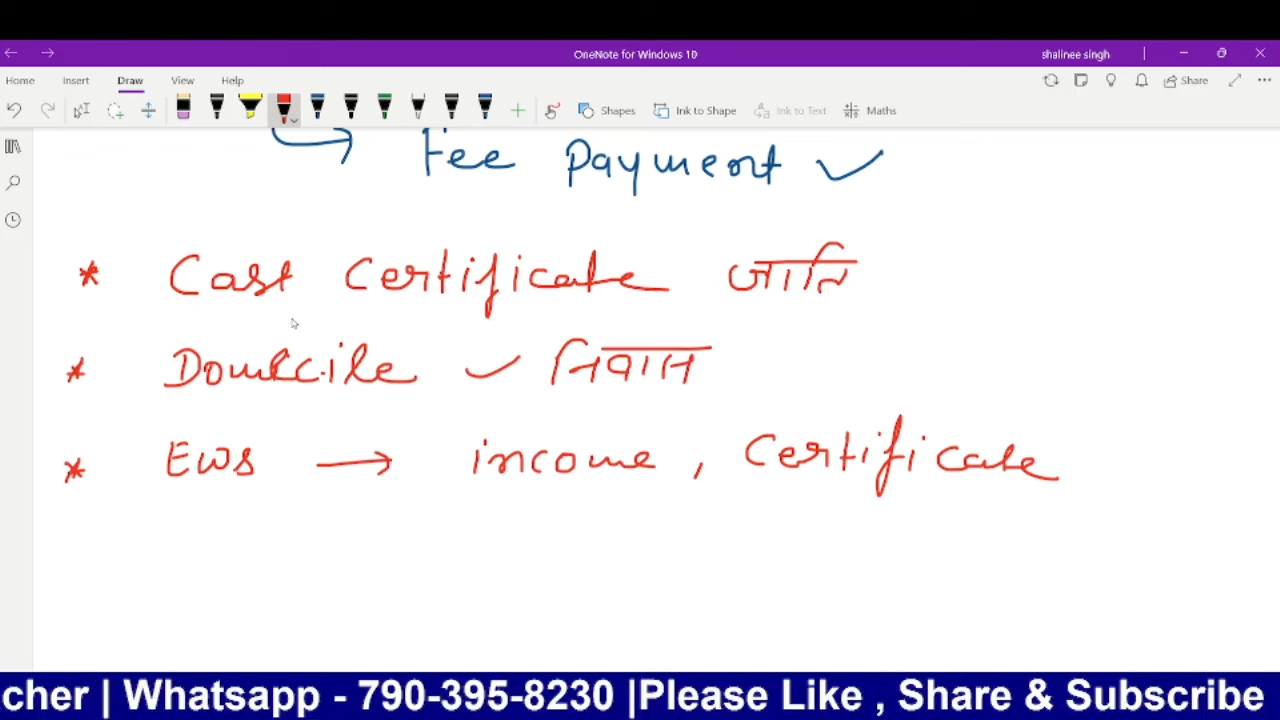 OneNote for Windows 10
shalinee singh
Home Insert Draw View Help
Share
Shapes Ink to Shape Ink to Text Maths
Fee Payment ✓
* Cast Certificate जाति
* Domicile ✓ निवास
* EWS → income, Certificate
cher | Whatsapp - 790-395-8230 |Please Like , Share & Subscribe